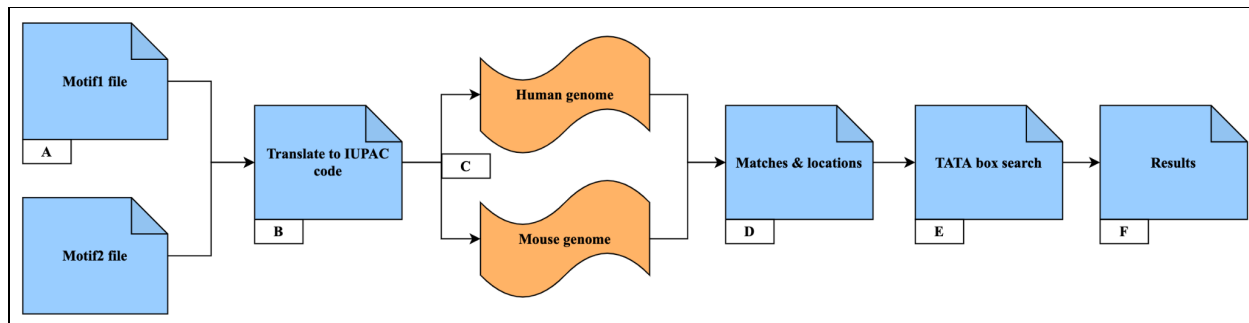 Motif1 file
A
Motif2 file
Translate to IUPAC
code
B
C
Human genome
Mouse genome
Matches & locations
D
TATA box search
E
Results
F